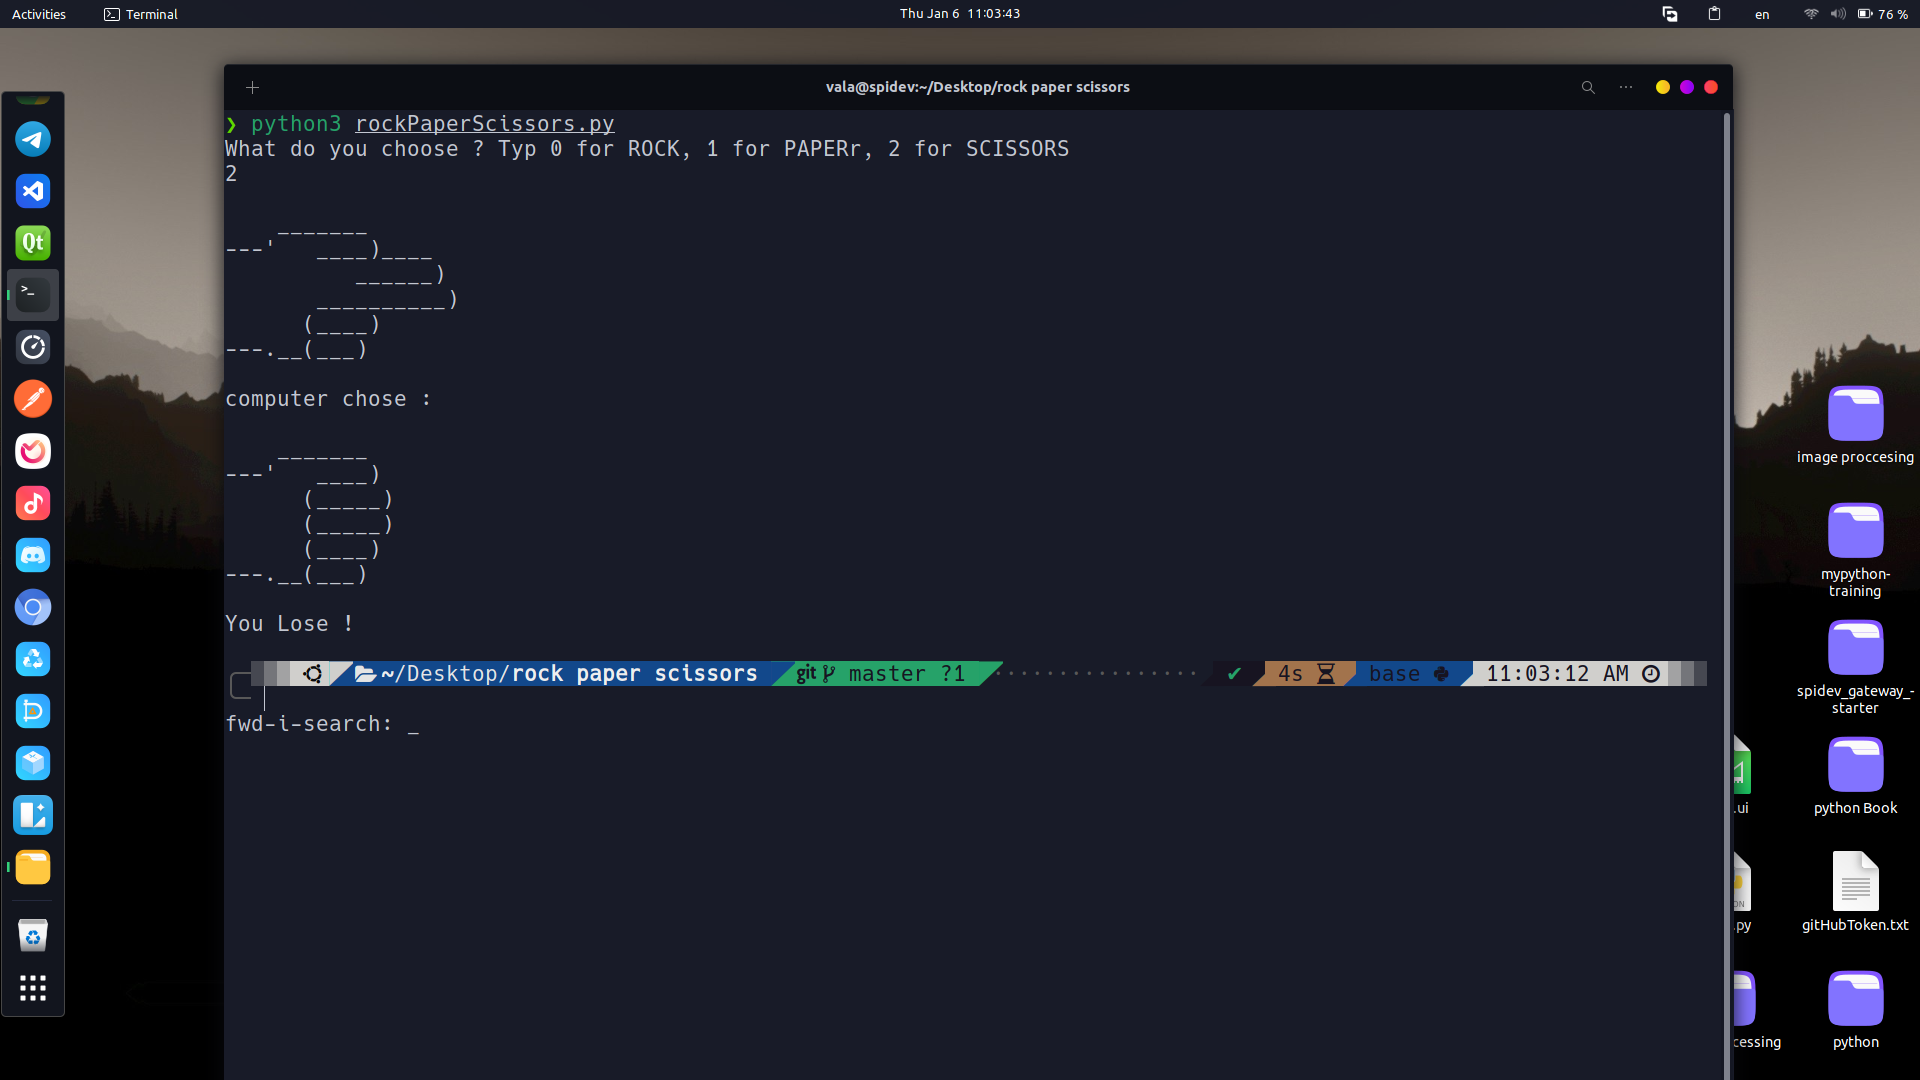 Activities
Terminal
Thu Jan 6 11:03:43
en
76 %
vala@spidev:~/Desktop/rock paper scissors
❯ python3 rockPaperScissors.py
What do you choose ? Typ 0 for ROCK, 1 for PAPERr, 2 for SCISSORS
2
    _______
---'   ____)____
          ______)
       __________)
      (____)
---.__(___)
computer chose :
    _______
---'   ____)
      (_____)
      (_____)
      (____)
---.__(___)
You Lose !
~/Desktop/rock paper scissors git master ?1 ✔ 4s base 11:03:12 AM
fwd-i-search: _
Qt
>_
image proccesing
mypython-
training
spidev_gateway_-
starter
.ui
python Book
.py
gitHubToken.txt
cessing
python